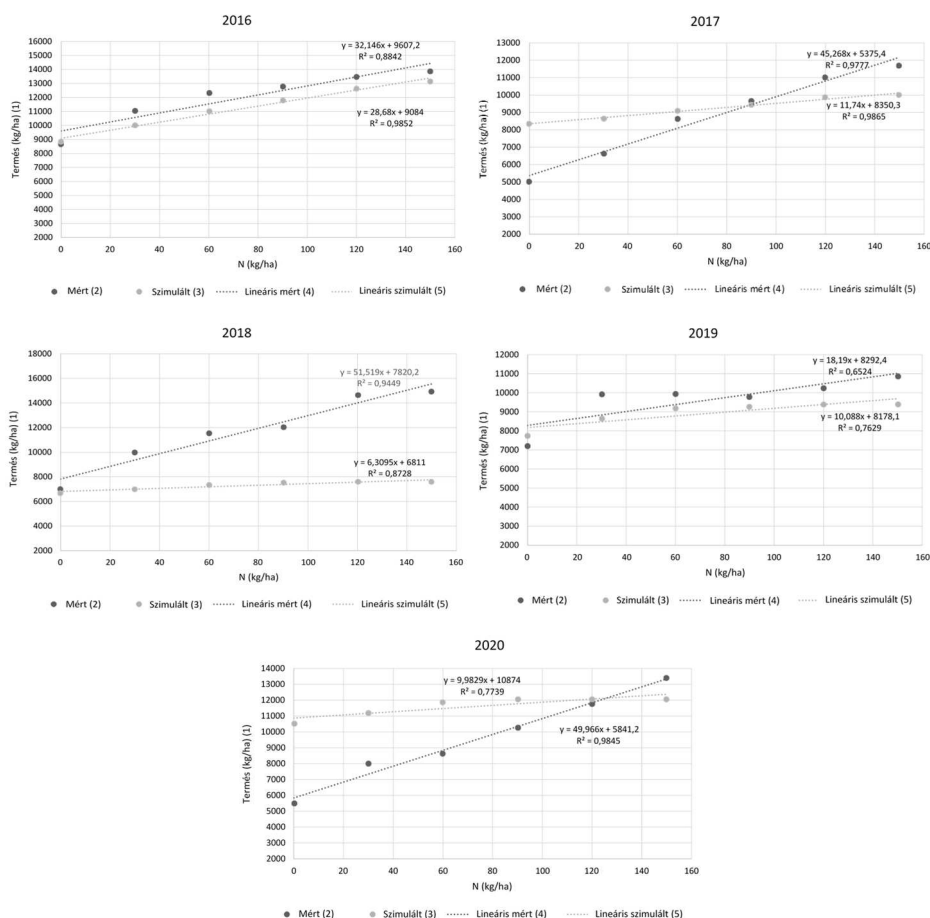 2016
Termés (kg/ha) (1)
16000
15000
14000
13000
12000
11000
10000
9000
8000
7000
6000
5000
4000
3000
2000
y = 32,146x + 9607,2
R² = 0,8842
y = 28,68x + 9084
R² = 0,9852
0 20 40 60 80 100 120 140 160
N (kg/ha)
Mért (2) Szimulált (3) Lineáris mért (4) Lineáris szimulált (5)
2017
Termés (kg/ha) (1)
13000
12000
11000
10000
9000
8000
7000
6000
5000
4000
3000
2000
y = 45,268x + 5375,4
R² = 0,9777
y = 11,74x + 8350,3
R² = 0,9865
0 20 40 60 80 100 120 140 160
N (kg/ha)
Mért (2) Szimulált (3) Lineáris mért (4) Lineáris szimulált (5)
2018
Termés (kg/ha) (1)
18000
16000
14000
12000
10000
8000
6000
4000
2000
y = 51,519x + 7820,2
R² = 0,9449
y = 6,3095x + 6811
R² = 0,8728
0 20 40 60 80 100 120 140 160
N (kg/ha)
Mért (2) Szimulált (3) Lineáris mért (4) Lineáris szimulált (5)
2019
Termés (kg/ha) (1)
12000
11000
10000
9000
8000
7000
6000
5000
4000
3000
2000
y = 18,19x + 8292,4
R² = 0,6524
y = 10,088x + 8178,1
R² = 0,7629
0 20 40 60 80 100 120 140 160
N (kg/ha)
Mért (2) Szimulált (3) Lineáris mért (4) Lineáris szimulált (5)
2020
Termés (kg/ha) (1)
14000
13000
12000
11000
10000
9000
8000
7000
6000
5000
4000
3000
2000
y = 9,9829x + 10874
R² = 0,7739
y = 49,966x + 5841,2
R² = 0,9845
0 20 40 60 80 100 120 140 160
N (kg/ha)
Mért (2) Szimulált (3) Lineáris mért (4) Lineáris szimulált (5)